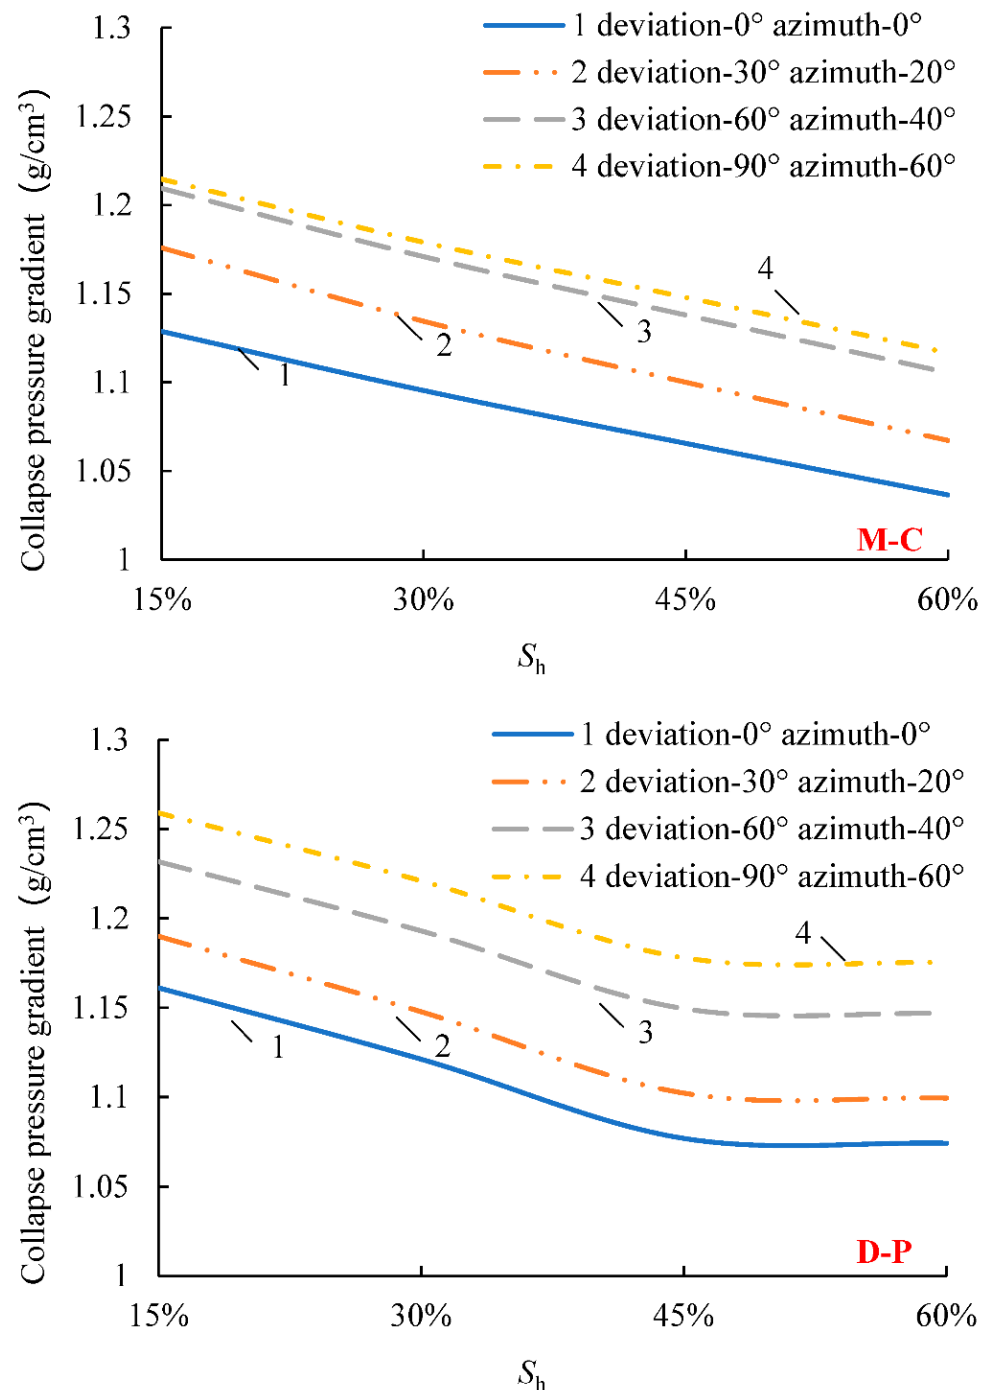 1.3
1 deviation-0° azimuth-0°
2 deviation-30° azimuth-20°
3 deviation-60° azimuth-40°
4 deviation-90° azimuth-60°
1.25
1.2
1.15
1.1
1.05
1
Collapse pressure gradient (g/cm³)
1
2
3
4
M-C
15%
30%
45%
60%
Sh
1.3
1 deviation-0° azimuth-0°
2 deviation-30° azimuth-20°
3 deviation-60° azimuth-40°
4 deviation-90° azimuth-60°
1.25
1.2
1.15
1.1
1.05
1
Collapse pressure gradient (g/cm³)
1
2
3
4
D-P
15%
30%
45%
60%
Sh